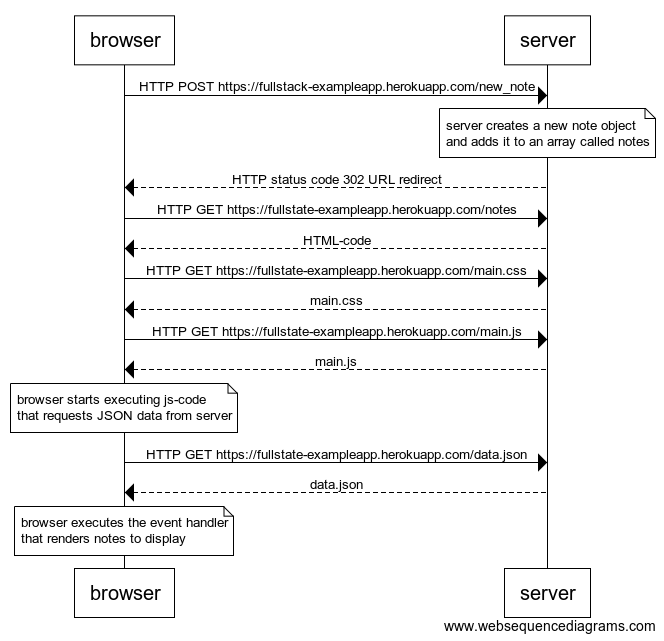 browser
server
HTTP POST https://fullstack-exampleapp.herokuapp.com/new_note
server creates a new note object
and adds it to an array called notes
HTTP status code 302 URL redirect
HTTP GET https://fullstate-exampleapp.herokuapp.com/notes
HTML-code
HTTP GET https://fullstate-exampleapp.herokuapp.com/main.css
main.css
HTTP GET https://fullstate-exampleapp.herokuapp.com/main.js
main.js
browser starts executing js-code
that requests JSON data from server
HTTP GET https://fullstate-exampleapp.herokuapp.com/data.json
data.json
browser executes the event handler
that renders notes to display
browser
server
www.websequencediagrams.com